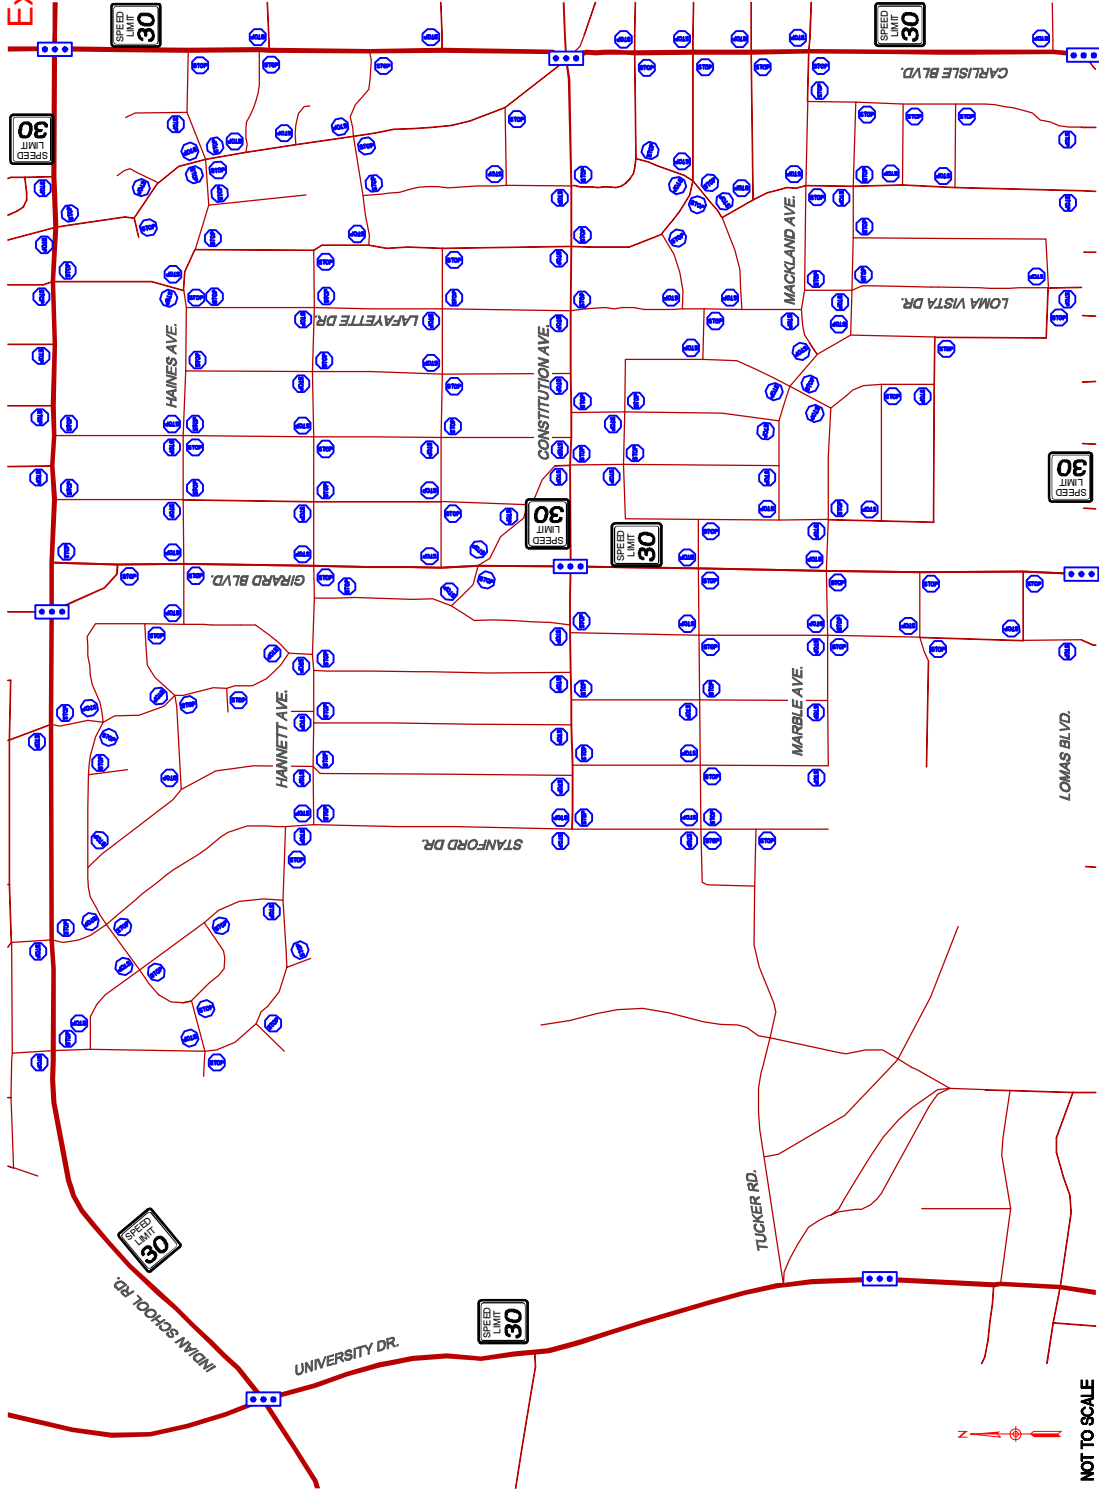 Ex
SPEED
LIMIT
30
SPEED
LIMIT
30
CARLISLE BLVD.
SPEED
LIMIT
30
HAINES AVE.
LAFAYETTE DR.
CONSTITUTION AVE.
MACKLAND AVE.
LOMA VISTA DR.
SPEED
LIMIT
30
SPEED
LIMIT
30
SPEED
LIMIT
30
GIRARD BLVD.
HANNETT AVE.
MARBLE AVE.
LOMAS BLVD.
STANFORD DR.
STOP
TUCKER RD.
SPEED
LIMIT
30
INDIAN SCHOOL RD.
UNIVERSITY DR.
SPEED
LIMIT
30
N
NOT TO SCALE